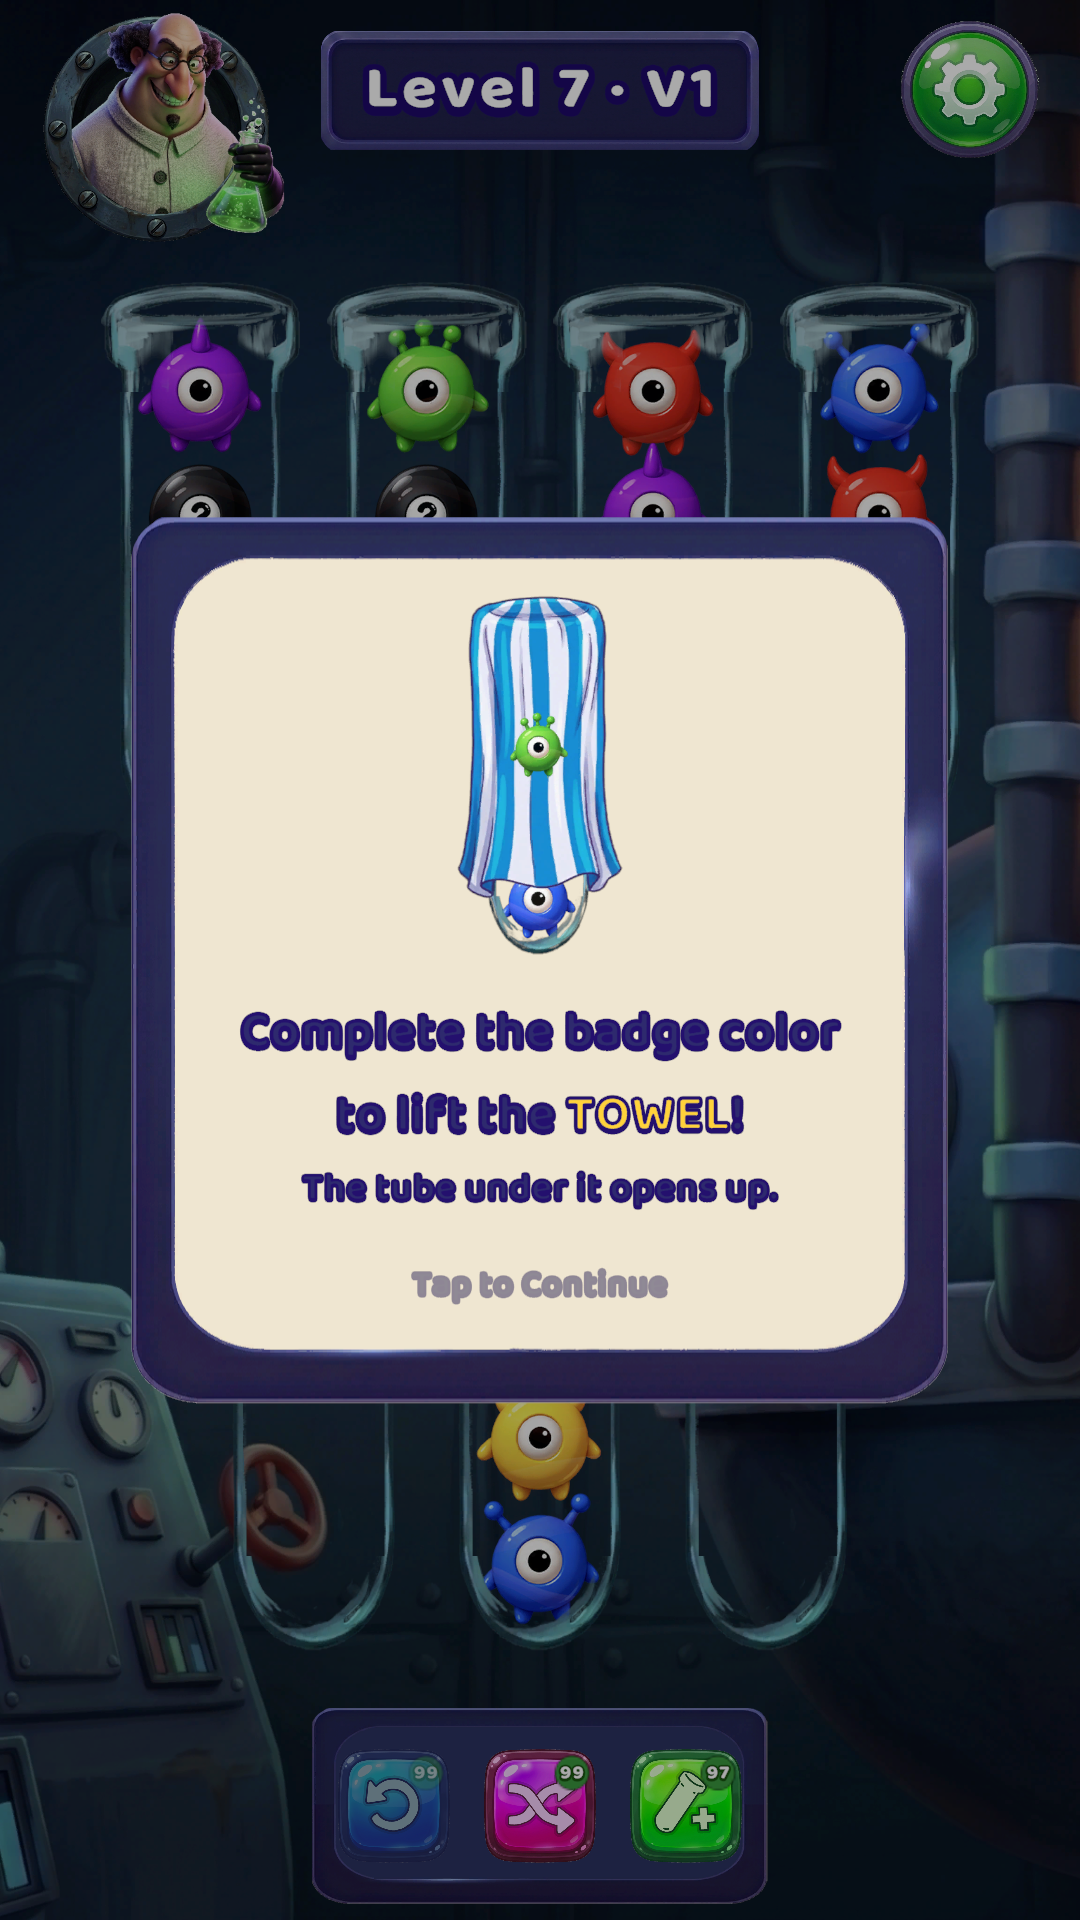 Level 7 · V1
?
?
Complete the badge color
to lift the TOWEL!
The tube under it opens up.
Tap to Continue
99
99
97